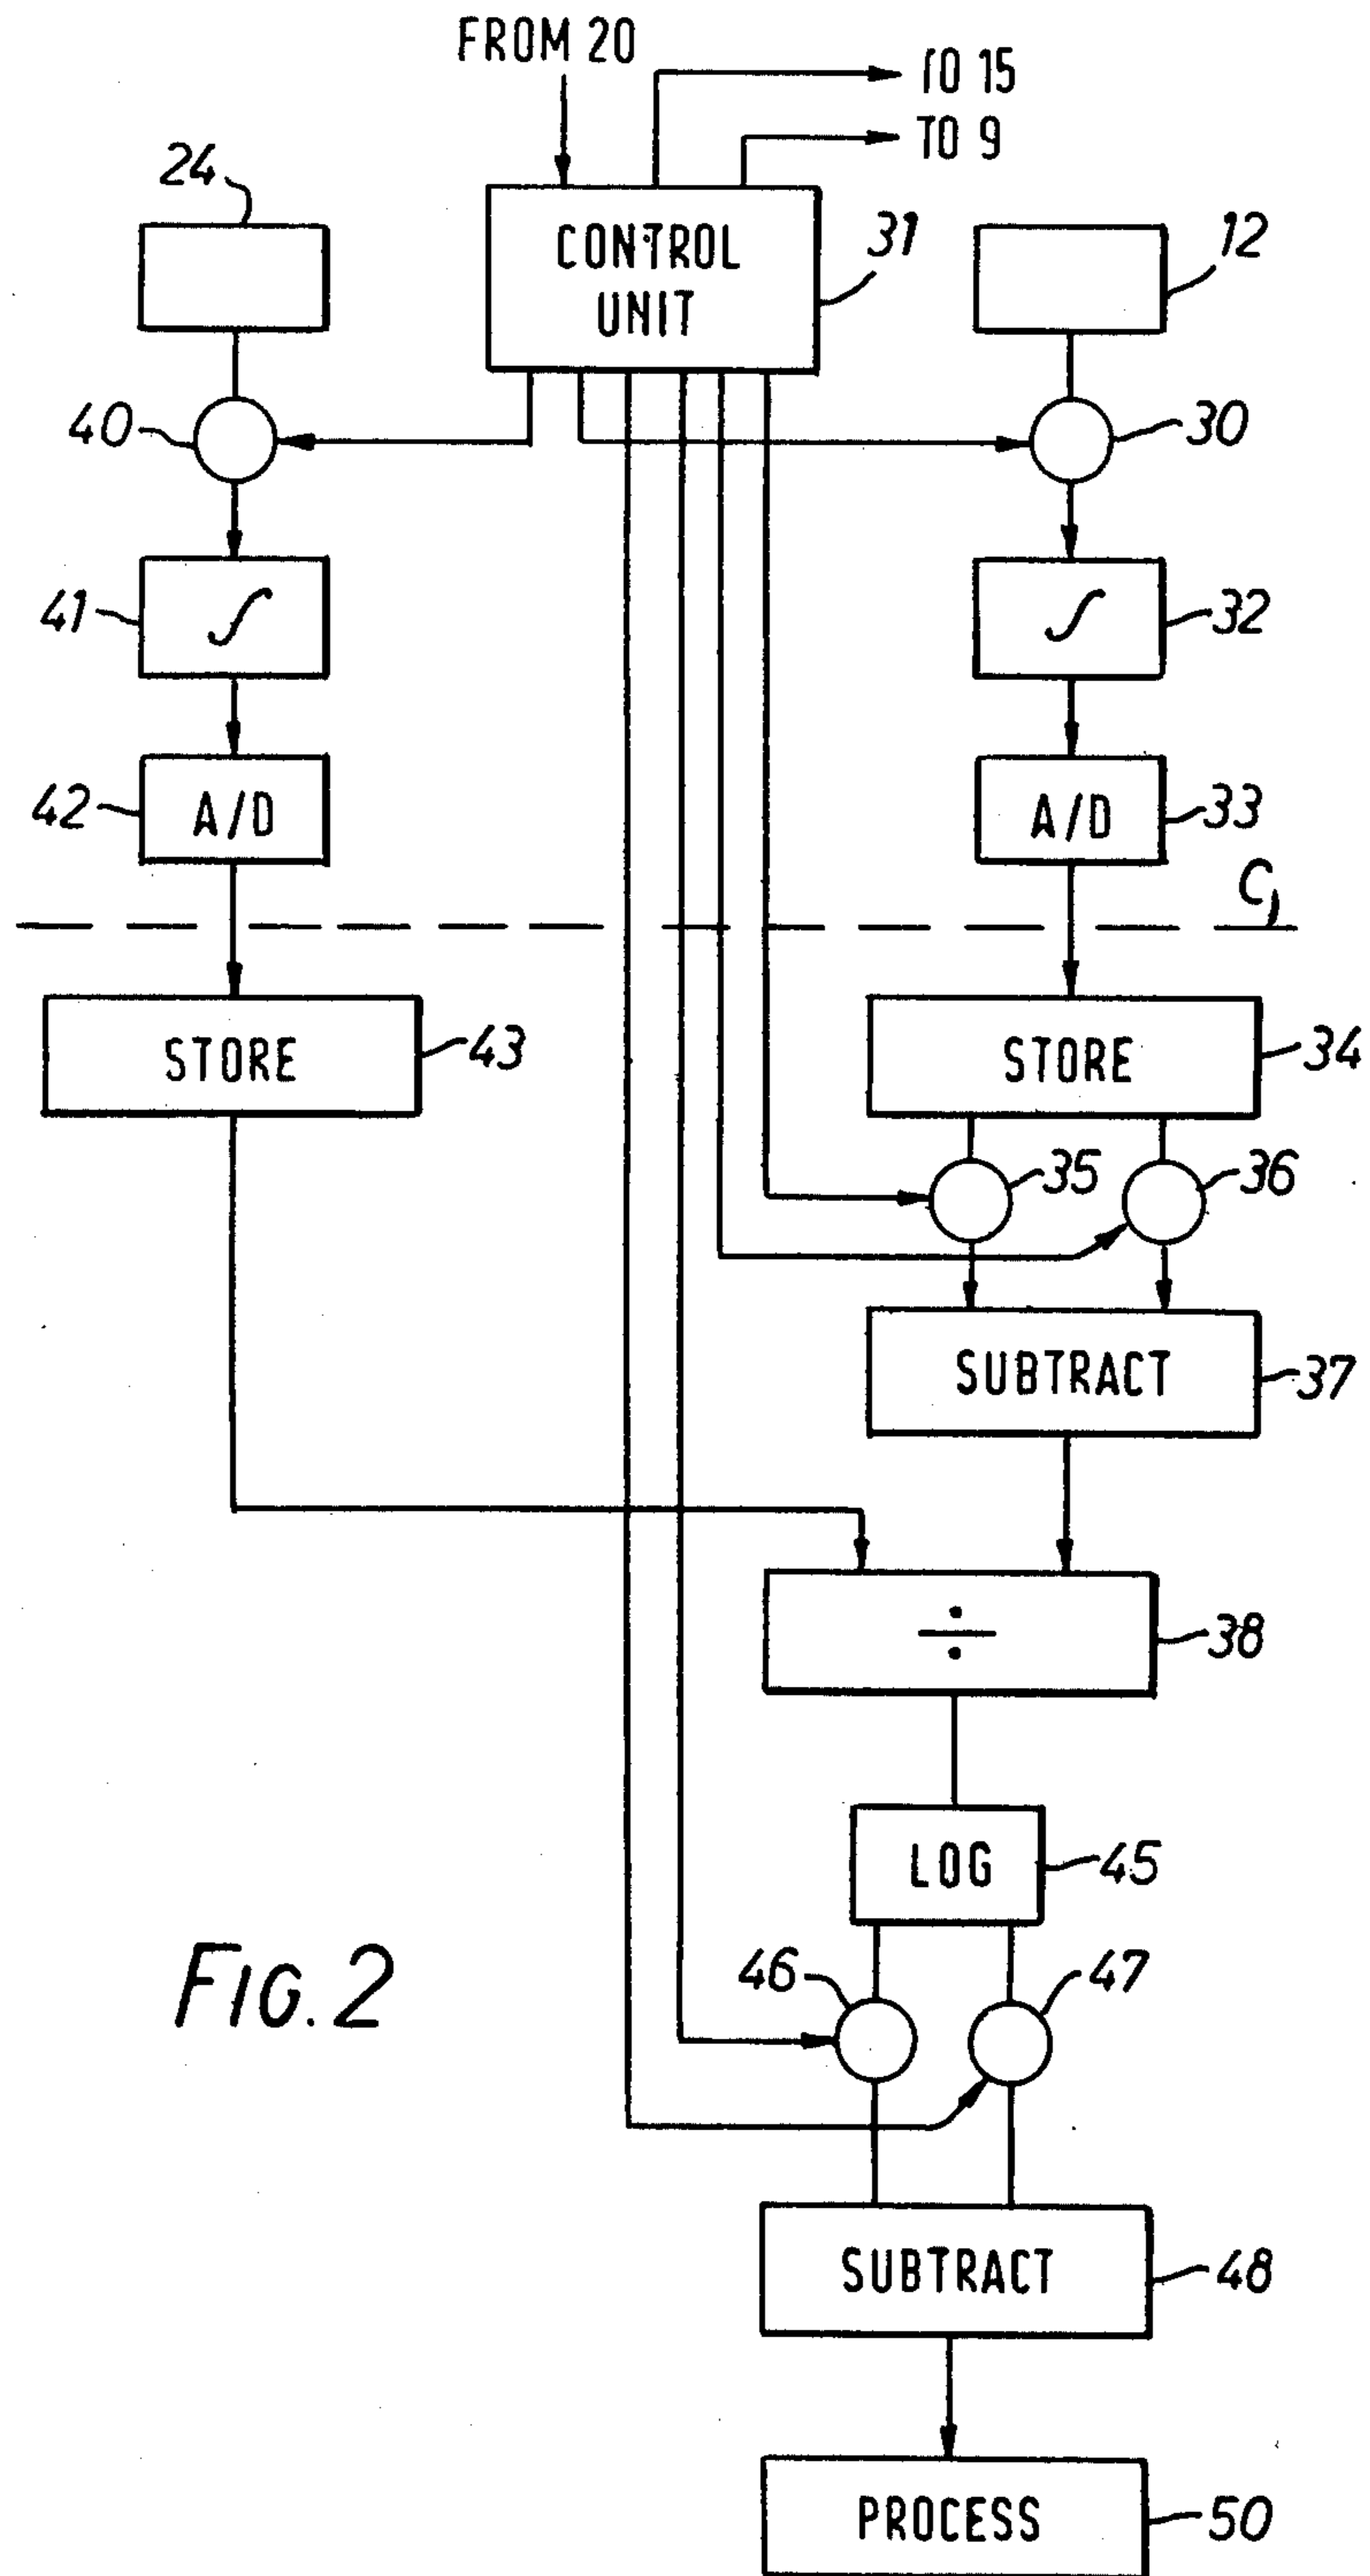 FROM 20
TO 15
TO 9
24
CONTROL
UNIT
31
12
40
30
41
∫
∫
32
42
A/D
A/D
33
C)
STORE
43
STORE
34
35
36
SUBTRACT
37
÷
38
LOG
45
46
47
FIG. 2
SUBTRACT
48
PROCESS
50